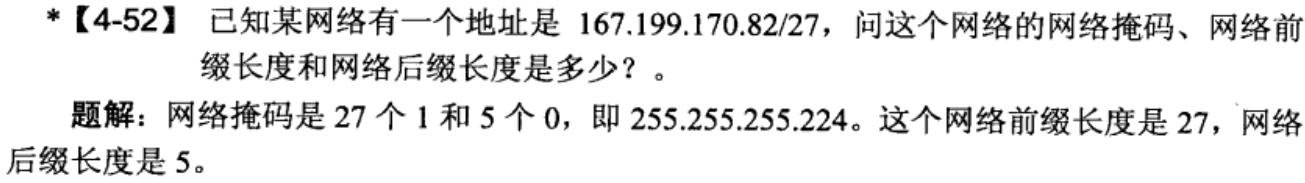 *【4-52】 已知某网络有一个地址是 167.199.170.82/27，问这个网络的网络掩码、网络前
缀长度和网络后缀长度是多少？。
题解：网络掩码是 27 个 1 和 5 个 0，即 255.255.255.224。这个网络前缀长度是 27，网络
后缀长度是 5。